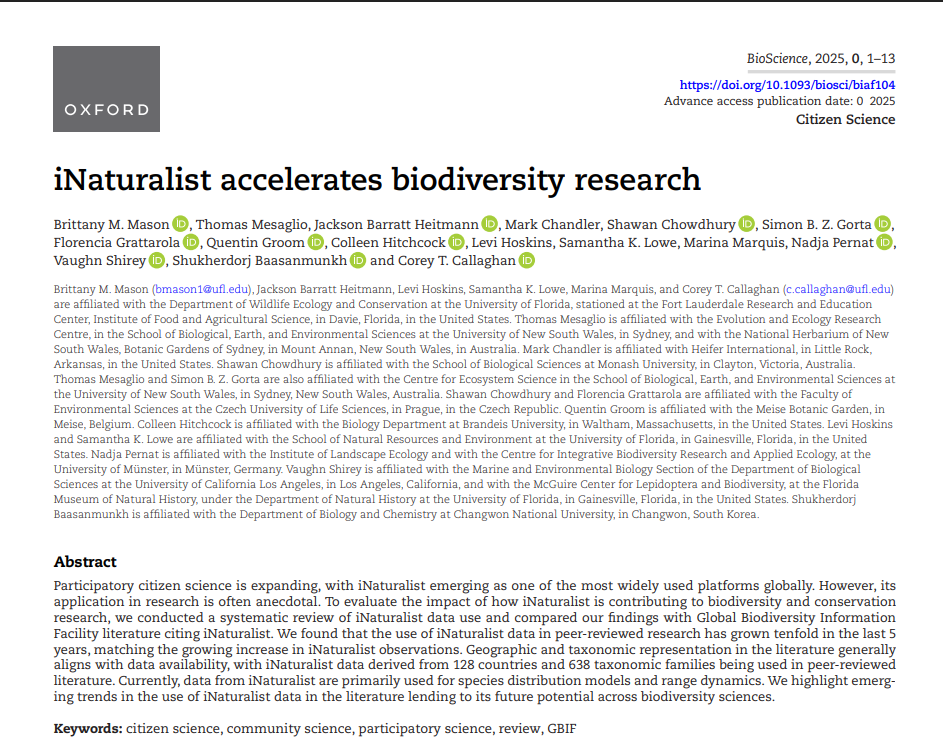 OXFORD
BioScience, 2025, 0, 1–13
https://doi.org/10.1093/biosci/biaf104
Advance access publication date: 0 2025
Citizen Science
iNaturalist accelerates biodiversity research
Brittany M. Mason iD, Thomas Mesaglio, Jackson Barratt Heitmann iD, Mark Chandler, Shawan Chowdhury iD, Simon B. Z. Gorta iD,
Florencia Grattarola iD, Quentin Groom iD, Colleen Hitchcock iD, Levi Hoskins, Samantha K. Lowe, Marina Marquis, Nadja Pernat iD,
Vaughn Shirey iD, Shukherdorj Baasanmunkh iD and Corey T. Callaghan iD
Brittany M. Mason (bmason1@ufl.edu), Jackson Barratt Heitmann, Levi Hoskins, Samantha K. Lowe, Marina Marquis, and Corey T. Callaghan (c.callaghan@ufl.edu)
are affiliated with the Department of Wildlife Ecology and Conservation at the University of Florida, stationed at the Fort Lauderdale Research and Education
Center, Institute of Food and Agricultural Science, in Davie, Florida, in the United States. Thomas Mesaglio is affiliated with the Evolution and Ecology Research
Centre, in the School of Biological, Earth, and Environmental Sciences at the University of New South Wales, in Sydney, and with the National Herbarium of New
South Wales, Botanic Gardens of Sydney, in Mount Annan, New South Wales, in Australia. Mark Chandler is affiliated with Heifer International, in Little Rock,
Arkansas, in the United States. Shawan Chowdhury is affiliated with the School of Biological Sciences at Monash University, in Clayton, Victoria, Australia.
Thomas Mesaglio and Simon B. Z. Gorta are also affiliated with the Centre for Ecosystem Science in the School of Biological, Earth, and Environmental Sciences at
the University of New South Wales, in Sydney, New South Wales, Australia. Shawan Chowdhury and Florencia Grattarola are affiliated with the Faculty of
Environmental Sciences at the Czech University of Life Sciences, in Prague, in the Czech Republic. Quentin Groom is affiliated with the Meise Botanic Garden, in
Meise, Belgium. Colleen Hitchcock is affiliated with the Biology Department at Brandeis University, in Waltham, Massachusetts, in the United States. Levi Hoskins
and Samantha K. Lowe are affiliated with the School of Natural Resources and Environment at the University of Florida, in Gainesville, Florida, in the United
States. Nadja Pernat is affiliated with the Institute of Landscape Ecology and with the Centre for Integrative Biodiversity Research and Applied Ecology, at the
University of Münster, in Münster, Germany. Vaughn Shirey is affiliated with the Marine and Environmental Biology Section of the Department of Biological
Sciences at the University of California Los Angeles, in Los Angeles, California, and with the McGuire Center for Lepidoptera and Biodiversity, at the Florida
Museum of Natural History, under the Department of Natural History at the University of Florida, in Gainesville, Florida, in the United States. Shukherdorj
Baasanmunkh is affiliated with the Department of Biology and Chemistry at Changwon National University, in Changwon, South Korea.
Abstract
Participatory citizen science is expanding, with iNaturalist emerging as one of the most widely used platforms globally. However, its
application in research is often anecdotal. To evaluate the impact of how iNaturalist is contributing to biodiversity and conservation
research, we conducted a systematic review of iNaturalist data use and compared our findings with Global Biodiversity Information
Facility literature citing iNaturalist. We found that the use of iNaturalist data in peer-reviewed research has grown tenfold in the last 5
years, matching the growing increase in iNaturalist observations. Geographic and taxonomic representation in the literature generally
aligns with data availability, with iNaturalist data derived from 128 countries and 638 taxonomic families being used in peer-reviewed
literature. Currently, data from iNaturalist are primarily used for species distribution models and range dynamics. We highlight emerg-
ing trends in the use of iNaturalist data in the literature lending to its future potential across biodiversity sciences.
Keywords: citizen science, community science, participatory science, review, GBIF